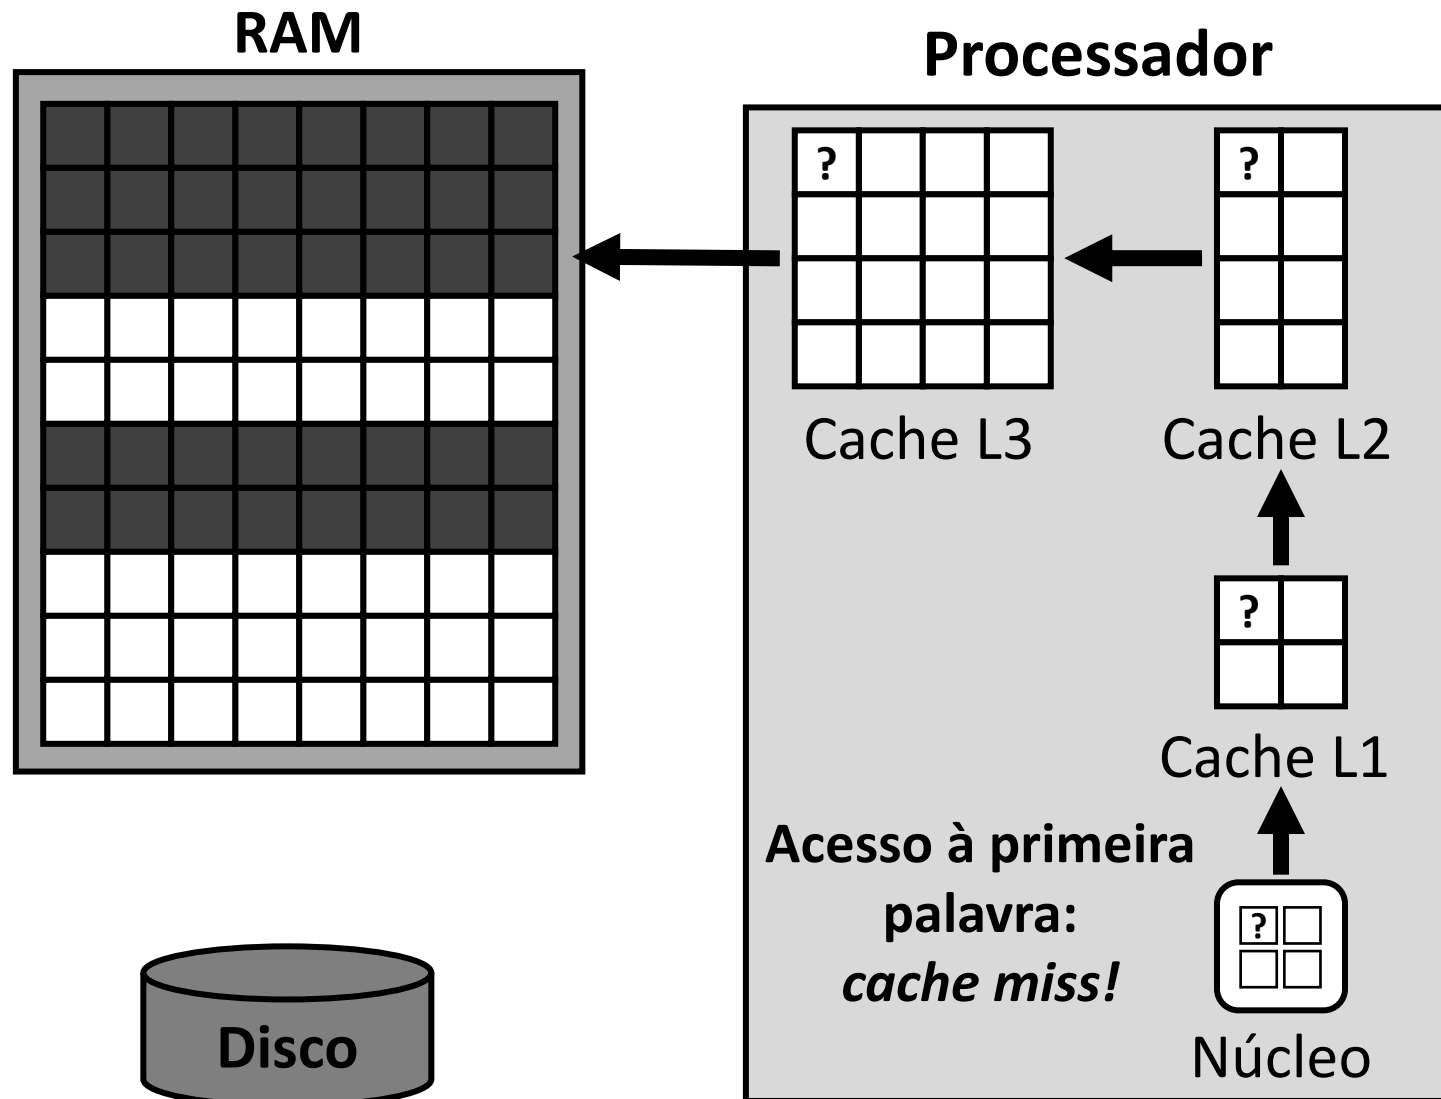 RAM
Processador
?
?
Cache L3
Cache L2
?
Cache L1
Acesso à primeira
palavra:
cache miss!
?
Núcleo
Disco